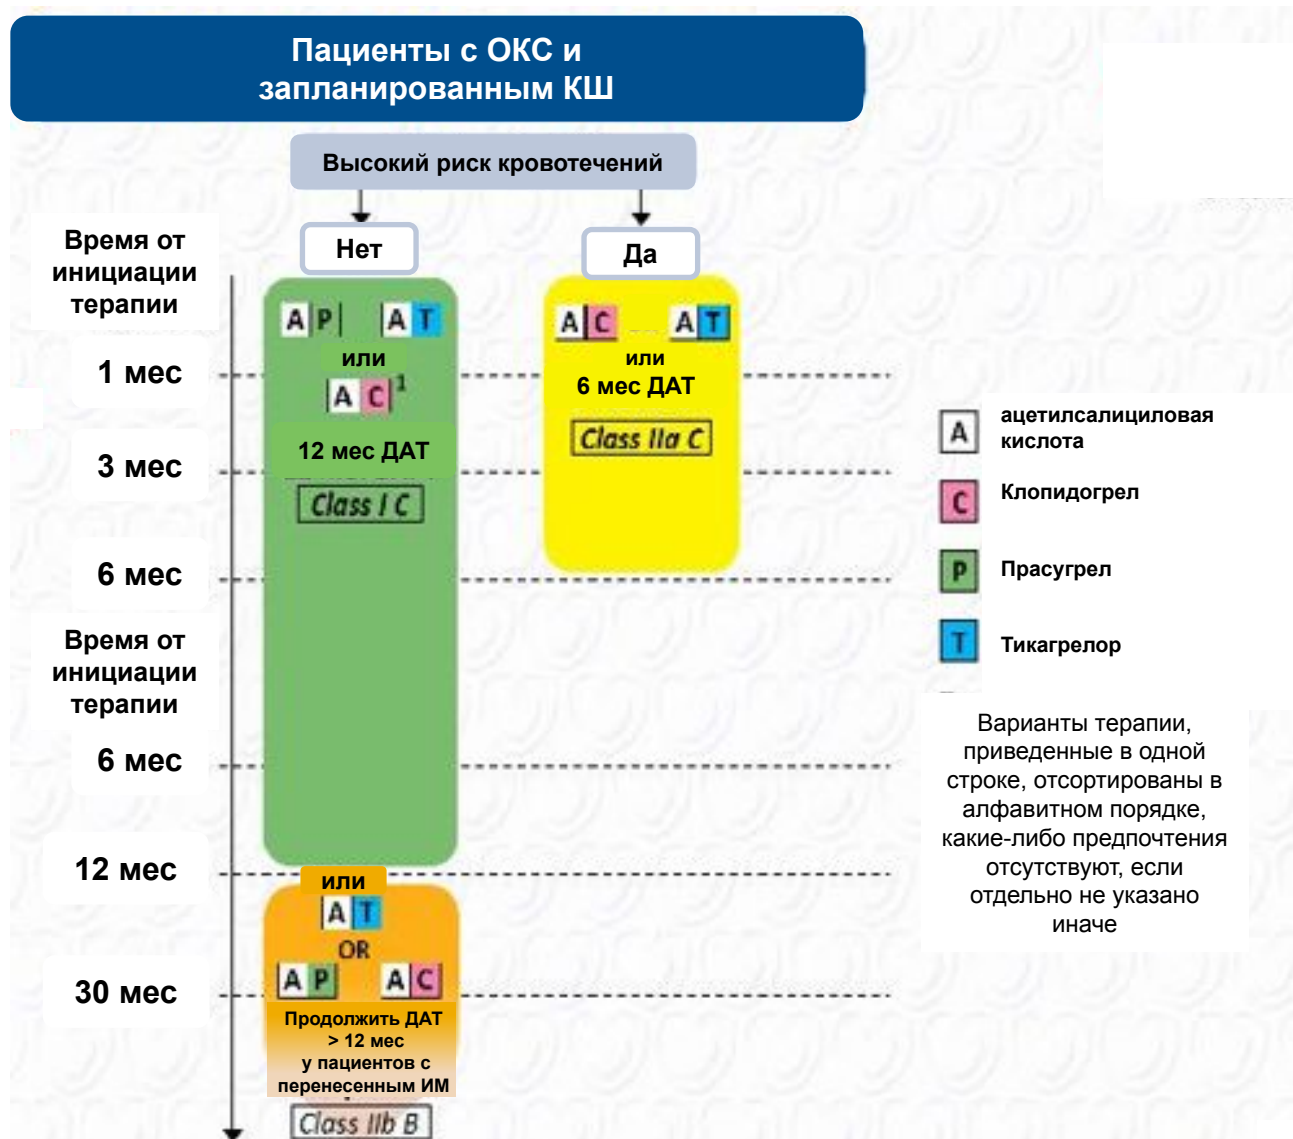 Пациенты с ОКС и
запланированным КШ
Высокий риск кровотечений
Нет
Да
Время от
инициации
терапии
A P A T
или
A C 1
12 мес ДАТ
Class I C
A C A T
или
6 мес ДАТ
Class IIa C
1 мес
3 мес
6 мес
Время от
инициации
терапии
6 мес
12 мес
30 мес
или
A T
OR
A P A C
Продолжить ДАТ
> 12 мес
у пациентов с
перенесенным ИМ
Class IIb B
A ацетилсалициловая
кислота
C Клопидогрел
P Прасугрел
T Тикагрелор
Варианты терапии,
приведенные в одной
строке, отсортированы в
алфавитном порядке,
какие-либо предпочтения
отсутствуют, если
отдельно не указано
иначе